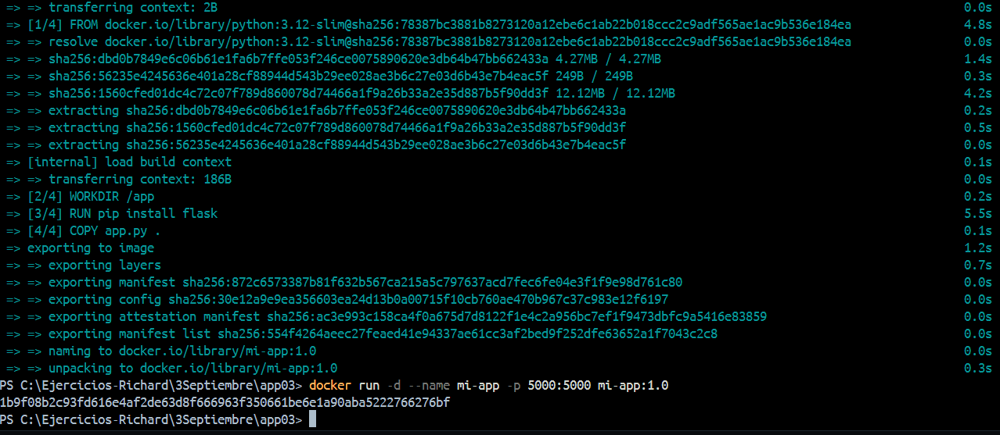 => => transferring context: 2B 0.0s
=> [1/4] FROM docker.io/library/python:3.12-slim@sha256:78387bc3881b8273120a12ebe6c1ab22b018ccc2c9adf565ae1ac9b536e184ea 4.8s
=> => resolve docker.io/library/python:3.12-slim@sha256:78387bc3881b8273120a12ebe6c1ab22b018ccc2c9adf565ae1ac9b536e184ea 0.0s
=> => sha256:dbd0b7849e6c06b61e1fa6b7ffe053f246ce0075890620e3db64b47bb662433a 4.27MB / 4.27MB 1.4s
=> => sha256:56235e4245636e401a28cf88944d543b29ee028ae3b6c27e03d6b43e7b4eac5f 249B / 249B 0.3s
=> => sha256:1560cfed01dc4c72c07f789d860078d74466a1f9a26b33a2e35d887b5f90dd3f 12.12MB / 12.12MB 4.2s
=> => extracting sha256:dbd0b7849e6c06b61e1fa6b7ffe053f246ce0075890620e3db64b47bb662433a 0.2s
=> => extracting sha256:1560cfed01dc4c72c07f789d860078d74466a1f9a26b33a2e35d887b5f90dd3f 0.5s
=> => extracting sha256:56235e4245636e401a28cf88944d543b29ee028ae3b6c27e03d6b43e7b4eac5f 0.0s
=> [internal] load build context 0.1s
=> => transferring context: 186B 0.0s
=> [2/4] WORKDIR /app 0.2s
=> [3/4] RUN pip install flask 5.5s
=> [4/4] COPY app.py . 0.1s
=> exporting to image 1.2s
=> => exporting layers 0.7s
=> => exporting manifest sha256:872c6573387b81f632b567ca215a5c797637acd7fec6fe04e3f1f9e98d761c80 0.0s
=> => exporting config sha256:30e12a9e9ea356603ea24d13b0a00715f10cb760ae470b967c37c983e12f6197 0.0s
=> => exporting attestation manifest sha256:ac3e993c158ca4f0a675d7d8122f1e4c2a956bc7ef1f9473dbfc9a5416e83859 0.0s
=> => exporting manifest list sha256:554f4264aeec27feaed41e94337ae61cc3af2bed9f252dfe63652a1f7043c2c8 0.0s
=> => naming to docker.io/library/mi-app:1.0 0.0s
=> => unpacking to docker.io/library/mi-app:1.0 0.3s
PS C:\Ejercicios-Richard\3Septiembre\app03> docker run -d --name mi-app -p 5000:5000 mi-app:1.0
1b9f08b2c93fd616e4af2de63d8f666963f350661be6e1a90aba5222766276bf
PS C:\Ejercicios-Richard\3Septiembre\app03>